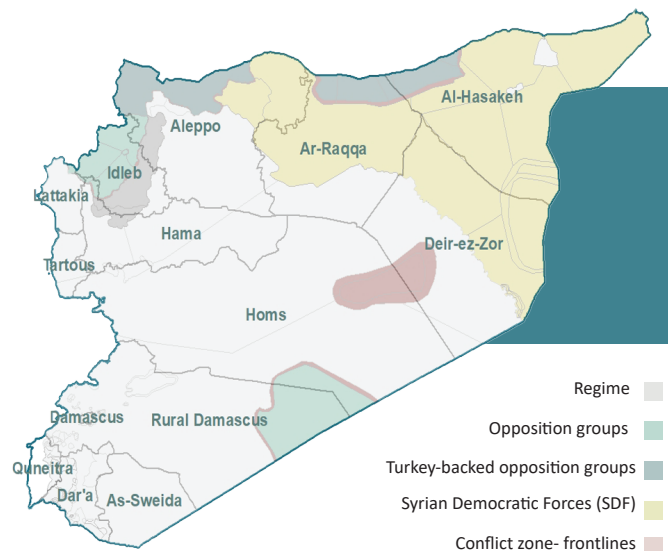 Al-Hasakeh
Aleppo
Ar-Raqqa
Idleb
Lattakia
Hama
Deir-ez-Zor
Tartous
Homs
Regime
Damascus
Rural Damascus
Opposition groups
Quneitra
Turkey-backed opposition groups
Dar'a
As-Sweida
Syrian Democratic Forces (SDF)
Conflict zone- frontlines